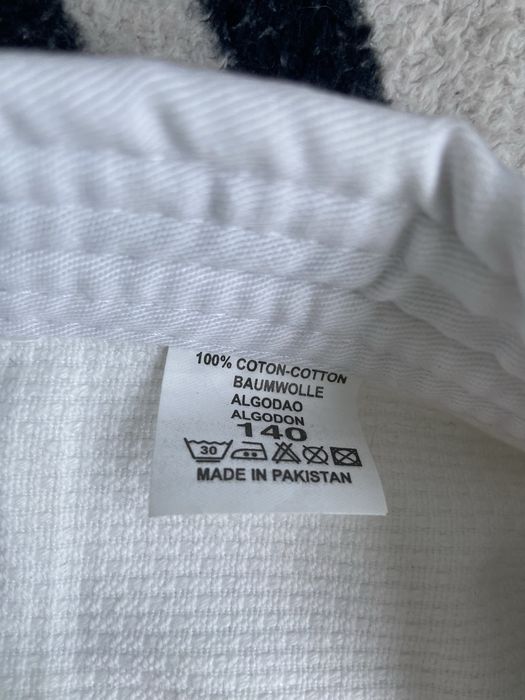 100% COTON-COTTON
BAUMWOLLE
ALGODAO
ALGODON
140
30
MADE IN PAKISTAN